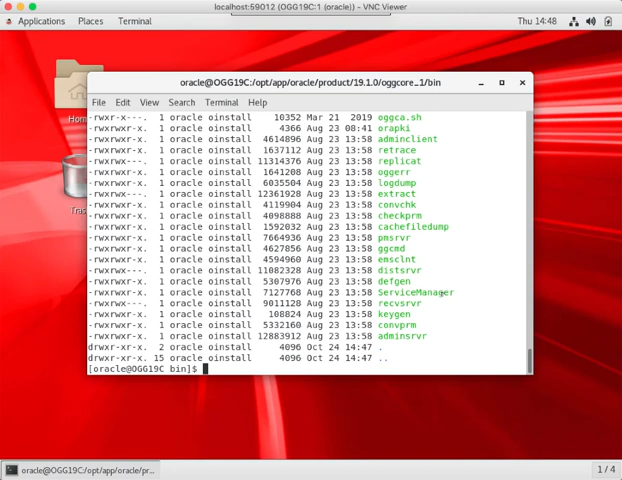 localhost:59012 (OGG19C:1 (oracle)) - VNC Viewer
Applications Places Terminal Thu 14:48
oracle@OGG19C:/opt/app/oracle/product/19.1.0/oggcore_1/bin
File Edit View Search Terminal Help
-rwxr-x---. 1 oracle oinstall 10352 Mar 21 2019 oggca.sh
-rwxrwxr-x. 1 oracle oinstall 4366 Aug 23 08:41 orapki
-rwxrwxr-x. 1 oracle oinstall 4614896 Aug 23 13:58 adminclient
-rwxrwxr-x. 1 oracle oinstall 1637112 Aug 23 13:58 retrace
-rwxrwx---. 1 oracle oinstall 11314376 Aug 23 13:58 replicat
-rwxrwxr-x. 1 oracle oinstall 1641208 Aug 23 13:58 oggerr
-rwxrwxr-x. 1 oracle oinstall 6035504 Aug 23 13:58 logdump
-rwxrwx---. 1 oracle oinstall 12361928 Aug 23 13:58 extract
-rwxrwxr-x. 1 oracle oinstall 4119904 Aug 23 13:58 convchk
-rwxrwxr-x. 1 oracle oinstall 4098888 Aug 23 13:58 checkprm
-rwxrwxr-x. 1 oracle oinstall 1592032 Aug 23 13:58 cachefiledump
-rwxrwxr-x. 1 oracle oinstall 7664936 Aug 23 13:58 pmsrvr
-rwxrwxr-x. 1 oracle oinstall 4627856 Aug 23 13:58 ggcmd
-rwxrwxr-x. 1 oracle oinstall 4594960 Aug 23 13:58 emsclnt
-rwxrwx---. 1 oracle oinstall 11082328 Aug 23 13:58 distsrvr
-rwxrwxr-x. 1 oracle oinstall 5307976 Aug 23 13:58 defgen
-rwxrwxr-x. 1 oracle oinstall 7127768 Aug 23 13:58 ServiceManager
-rwxrwx---. 1 oracle oinstall 9011128 Aug 23 13:58 recvsrvr
-rwxrwxr-x. 1 oracle oinstall 108824 Aug 23 13:58 keygen
-rwxrwxr-x. 1 oracle oinstall 5332160 Aug 23 13:58 convprm
-rwxrwxr-x. 1 oracle oinstall 12883912 Aug 23 13:58 adminsrvr
drwxr-xr-x. 2 oracle oinstall 4096 Oct 24 14:47 .
drwxr-xr-x. 15 oracle oinstall 4096 Oct 24 14:47 ..
[oracle@OGG19C bin]$
oracle@OGG19C:/opt/app/oracle/pr... 1 / 4